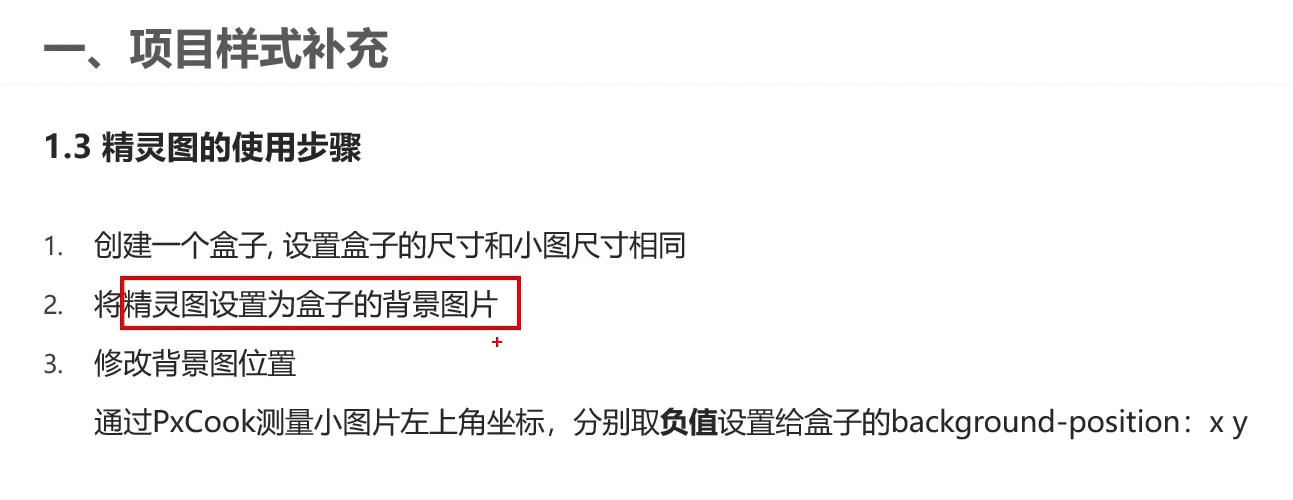 一、项目样式补充
1.3 精灵图的使用步骤
1. 创建一个盒子, 设置盒子的尺寸和小图尺寸相同
2. 将精灵图设置为盒子的背景图片
3. 修改背景图位置
通过PxCook测量小图片左上角坐标，分别取负值设置给盒子的background-position：x y